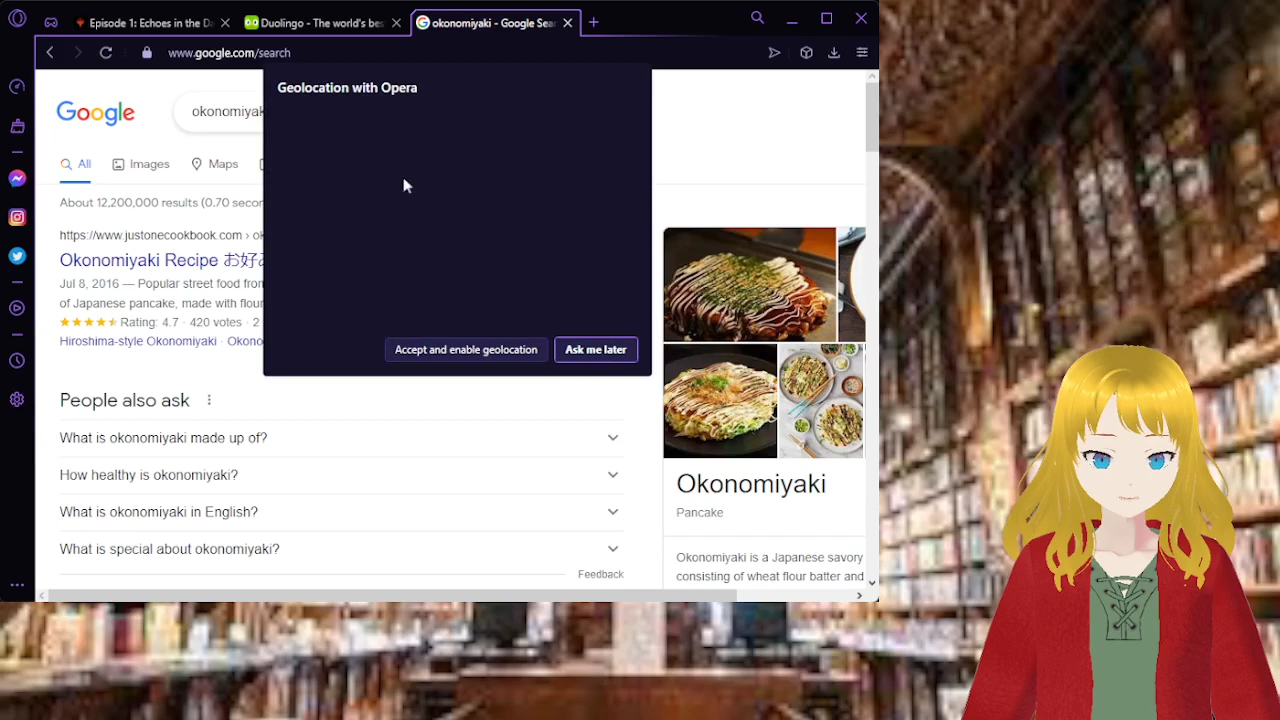 Episode 1: Echoes in the Da
Duolingo - The world's bes
okonomiyaki - Google Sea
www.google.com/search
Geolocation with Opera
Google
okonomiyak
All
Images
Maps
About 12,200,000 results (0.70 secon
https://www.justonecookbook.com ›
Okonomiyaki Recipe お好
Jul 8, 2016 — Popular street food from
of Japanese pancake, made with flour
Rating: 4.7 · 420 votes · 2
Hiroshima-style Okonomiyaki · Okono
Accept and enable geolocation
Ask me later
People also ask
What is okonomiyaki made up of?
How healthy is okonomiyaki?
What is okonomiyaki in English?
What is special about okonomiyaki?
Feedback
Okonomiyaki
Pancake
Okonomiyaki is a Japanese savory
consisting of wheat flour batter and